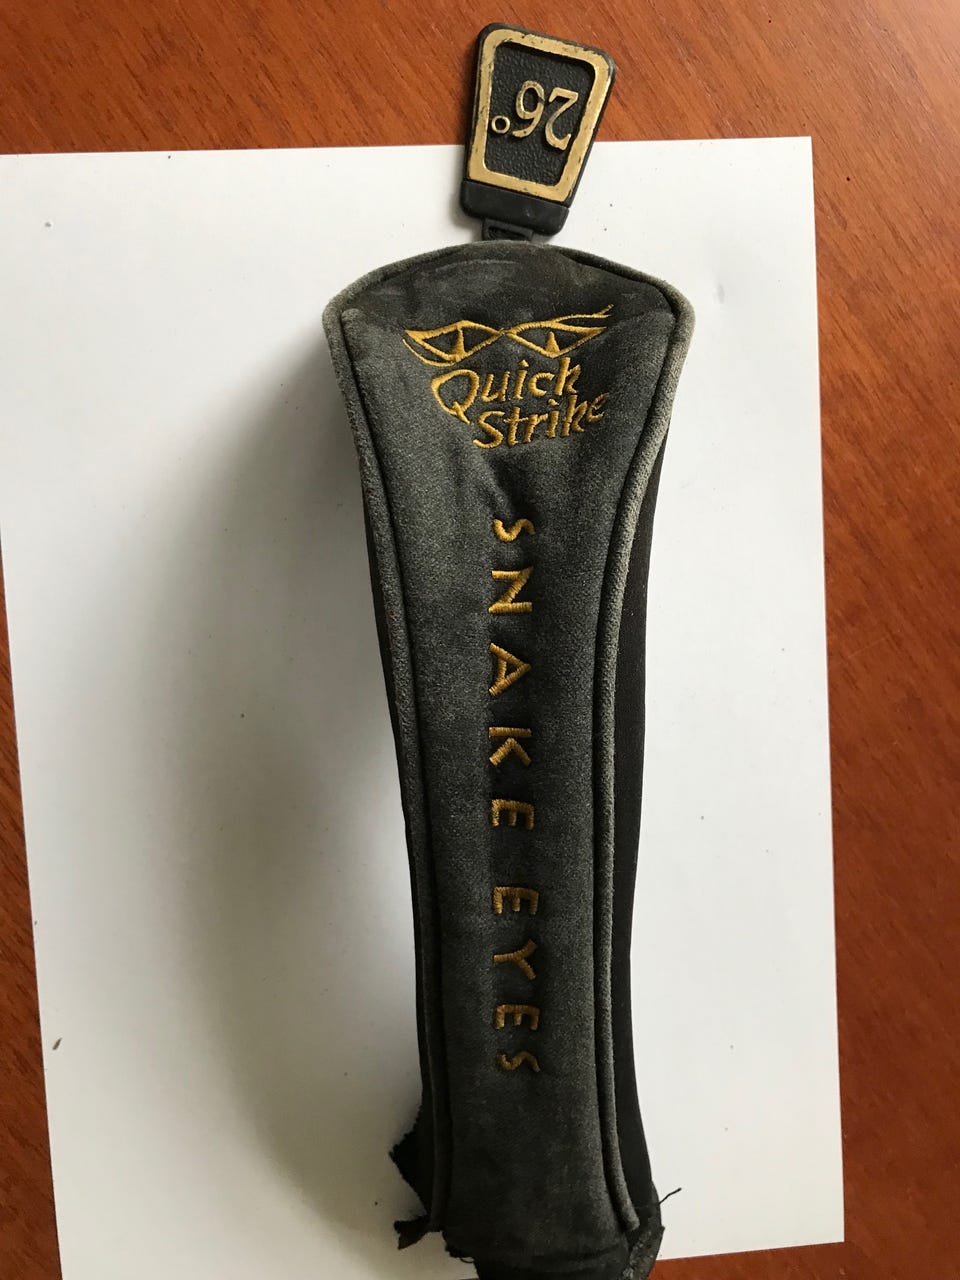 26°
Quick
Strike
SNAKE EYES